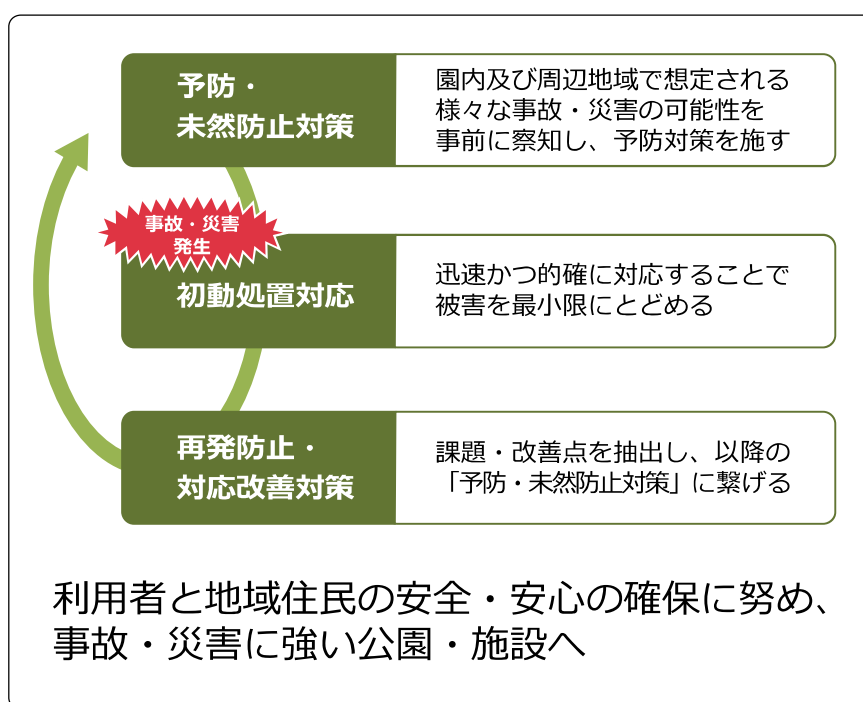 予防・
未然防止対策
園内及び周辺地域で想定される
様々な事故・災害の可能性を
事前に察知し、予防対策を施す
事故・災害
発生
初動処置対応
迅速かつ的確に対応することで
被害を最小限にとどめる
再発防止・
対応改善対策
課題・改善点を抽出し、以降の
「予防・未然防止対策」に繋げる
利用者と地域住民の安全・安心の確保に努め、
事故・災害に強い公園・施設へ